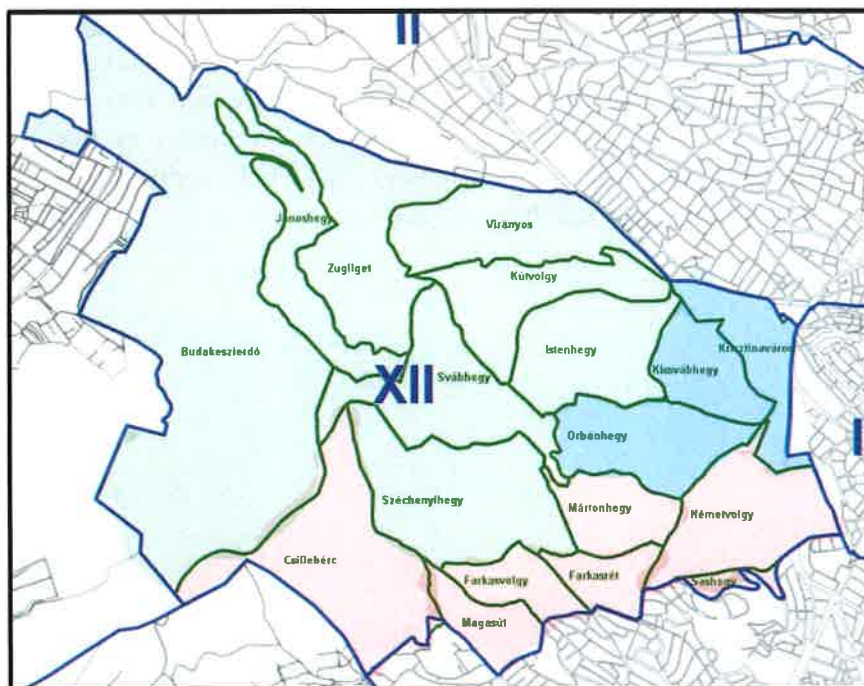 II
Virányos
Jánoshegy
Zugliget
Kútvölgy
Budakeszierdő
Istenhegy
Krisztinaváros
Kissvábhegy
XII
Svábhegy
Orbánhegy
I
Széchenyihegy
Mártonhegy
Németvölgy
Csillebérc
Farkasvölgy
Farkasrét
Sashegy
Magasút